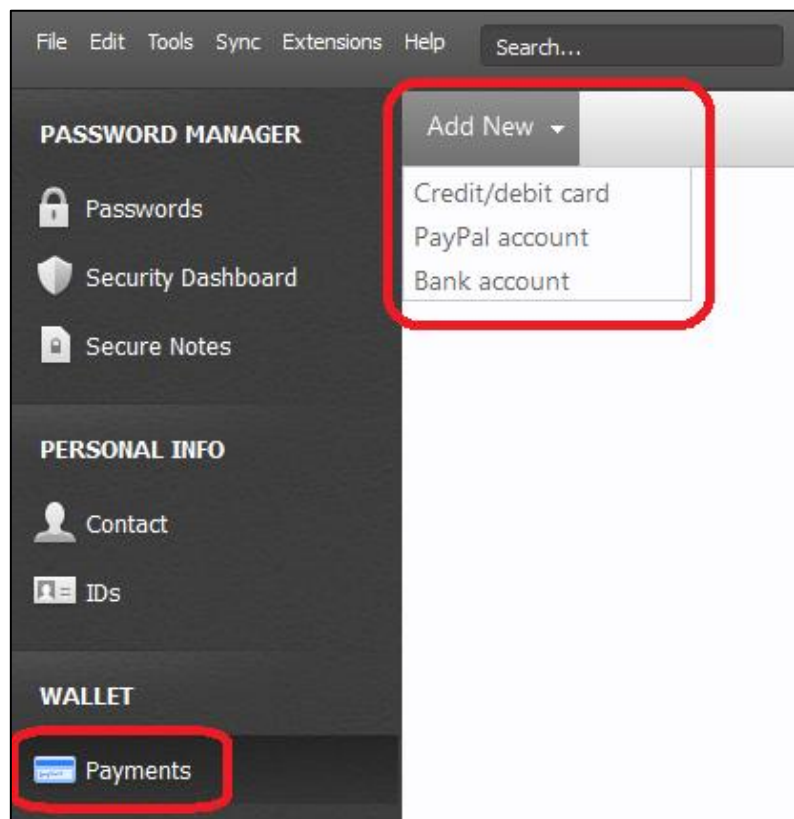 File Edit Tools Sync Extensions Help Search...
PASSWORD MANAGER
Passwords
Security Dashboard
Secure Notes
PERSONAL INFO
Contact
IDs
WALLET
Payments
Add New
Credit/debit card
PayPal account
Bank account